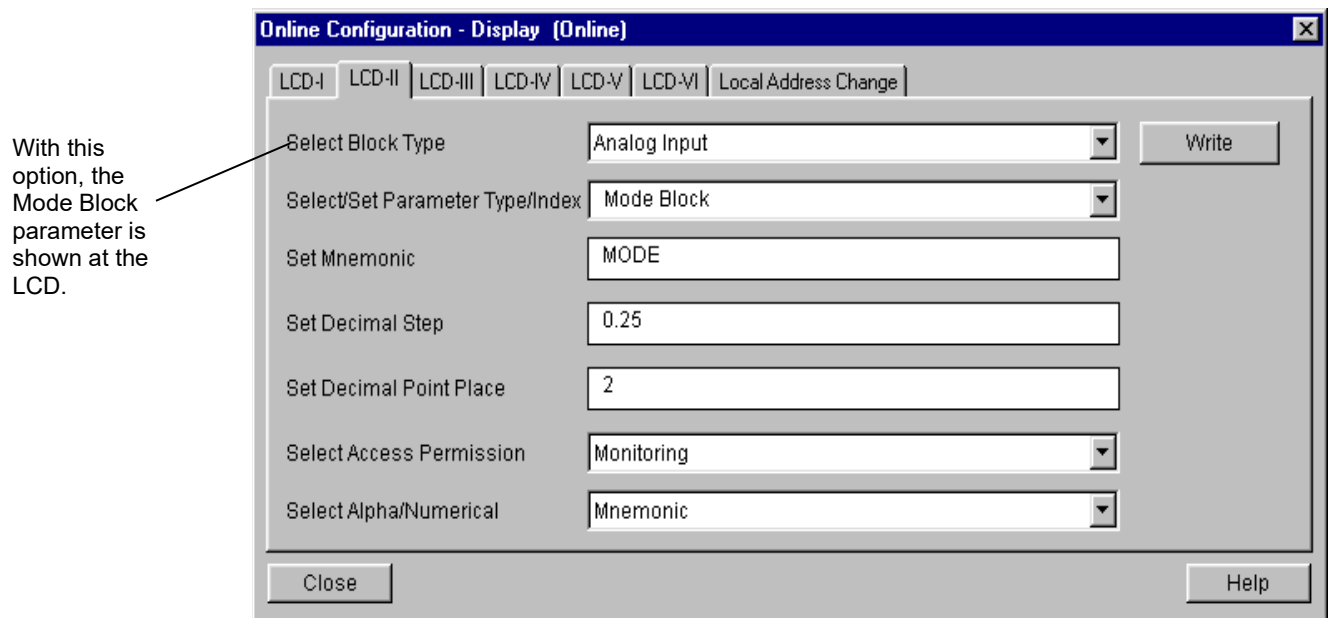 Online Configuration - Display (Online)
LCD-I LCD-II LCD-III LCD-IV LCD-V LCD-VI Local Address Change
With this
option, the
Mode Block
parameter is
shown at the
LCD.
Select Block Type Analog Input Write
Select/Set Parameter Type/Index Mode Block
Set Mnemonic MODE
Set Decimal Step 0.25
Set Decimal Point Place 2
Select Access Permission Monitoring
Select Alpha/Numerical Mnemonic
Close Help